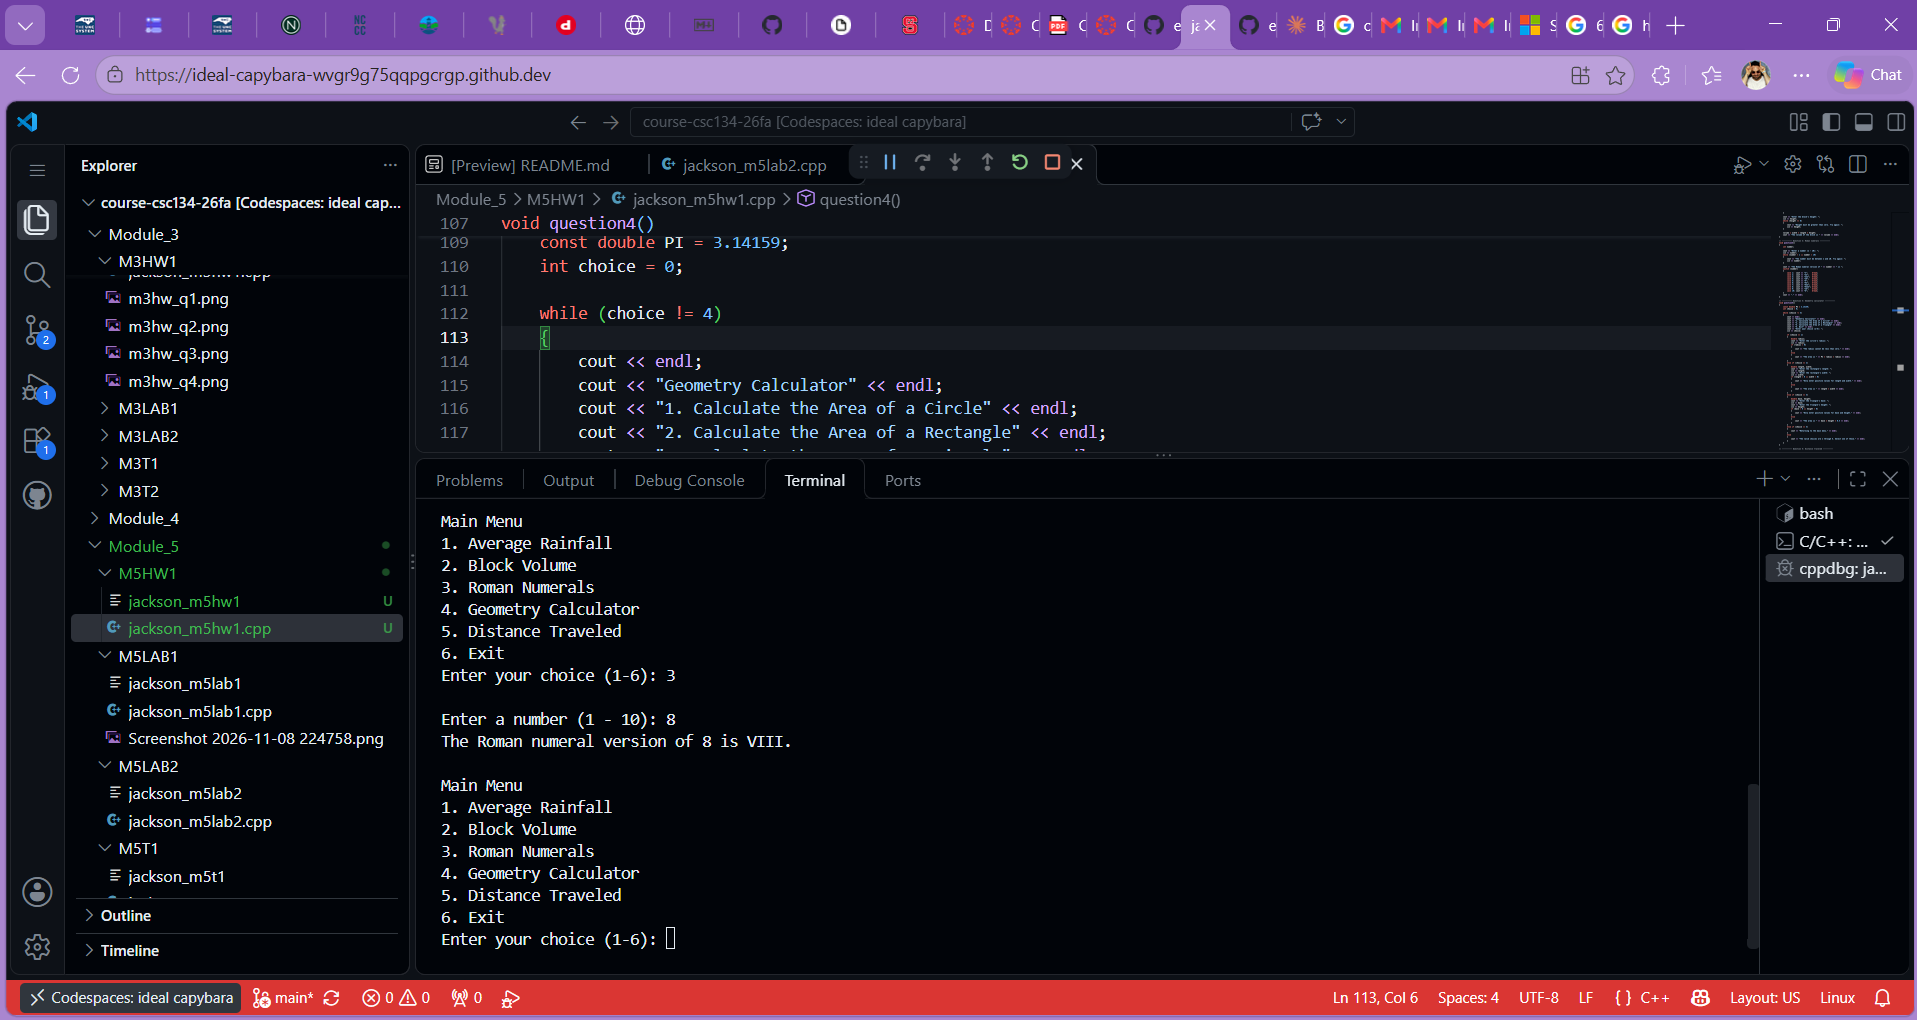 https://ideal-capybara-wvgr9g75qqpgcrgp.github.dev
Chat
course-csc134-26fa [Codespaces: ideal capybara]
Explorer
course-csc134-26fa [Codespaces: ideal cap...
Module_3
M3HW1
m3hw_q1.png
m3hw_q2.png
m3hw_q3.png
m3hw_q4.png
M3LAB1
M3LAB2
M3T1
M3T2
Module_4
Module_5
M5HW1
jackson_m5hw1 U
jackson_m5hw1.cpp U
M5LAB1
jackson_m5lab1
jackson_m5lab1.cpp
Screenshot 2026-11-08 224758.png
M5LAB2
jackson_m5lab2
jackson_m5lab2.cpp
M5T1
jackson_m5t1
Outline
Timeline
2
1
1
[Preview] README.md
jackson_m5lab2.cpp
Module_5 > M5HW1 > jackson_m5hw1.cpp > question4()
107 void question4()
109 const double PI = 3.14159;
110 int choice = 0;
111
112 while (choice != 4)
113 {
114 cout << endl;
115 cout << "Geometry Calculator" << endl;
116 cout << "1. Calculate the Area of a Circle" << endl;
117 cout << "2. Calculate the Area of a Rectangle" << endl;
Problems
Output
Debug Console
Terminal
Ports
Main Menu
1. Average Rainfall
2. Block Volume
3. Roman Numerals
4. Geometry Calculator
5. Distance Traveled
6. Exit
Enter your choice (1-6): 3
Enter a number (1 - 10): 8
The Roman numeral version of 8 is VIII.
Main Menu
1. Average Rainfall
2. Block Volume
3. Roman Numerals
4. Geometry Calculator
5. Distance Traveled
6. Exit
Enter your choice (1-6):
bash
C/C++: ...
cppdbg: ja...
Codespaces: ideal capybara
main*
0
0
0
Ln 113, Col 6
Spaces: 4
UTF-8
LF
{ } C++
Layout: US
Linux